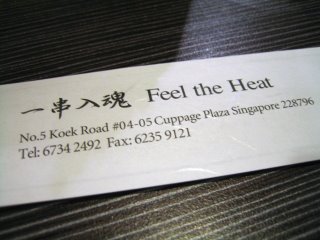 一串入魂 Feel the Heat
No.5 Koek Road #04-05 Cuppage Plaza Singapore 228796
Tel: 6734 2492 Fax: 6235 9121